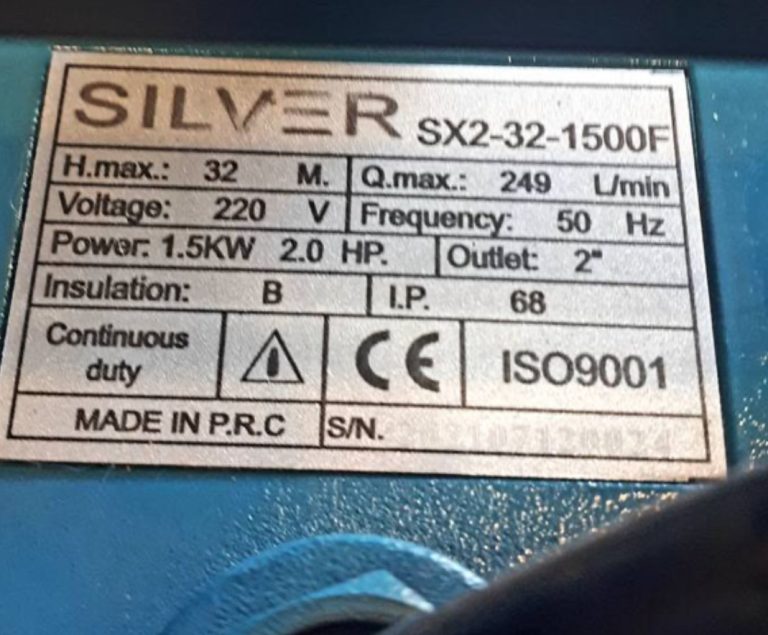 SILVER SX2-32-1500F
H.max.: 32 M. Q.max.: 249 L/min
Voltage: 220 V Frequency: 50 Hz
Power: 1.5KW 2.0 HP. Outlet: 2"
Insulation: B I.P. 68
Continuous
duty
CE ISO9001
MADE IN P.R.C S/N.